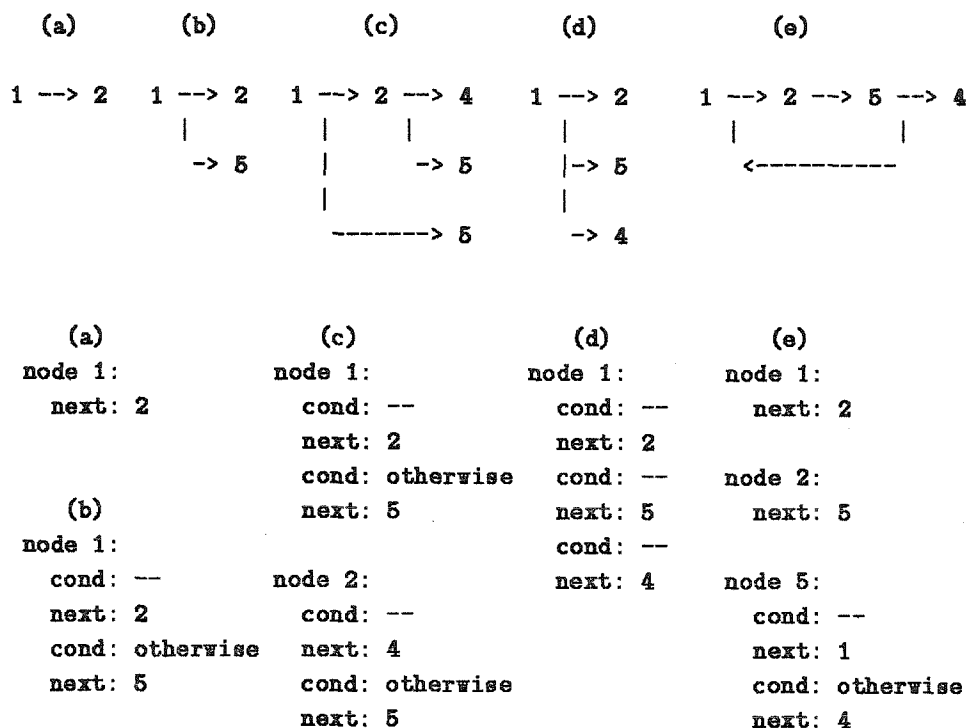 (a) (b) (c) (d) (e)
1 --> 2 1 --> 2 1 --> 2 --> 4 1 --> 2 1 --> 2 --> 5 --> 4
| | | | | |
-> 5 | -> 5 |-> 5 <-----------
| |
-------> 5 -> 4
(a)
node 1:
next: 2
(b)
node 1:
cond: --
next: 2
cond: otherwise
next: 5
(c)
node 1:
cond: --
next: 2
cond: otherwise
next: 5
node 2:
cond: --
next: 4
cond: otherwise
next: 5
(d)
node 1:
cond: --
next: 2
cond: --
next: 5
cond: --
next: 4
(e)
node 1:
next: 2
node 2:
next: 5
node 5:
cond: --
next: 1
cond: otherwise
next: 4